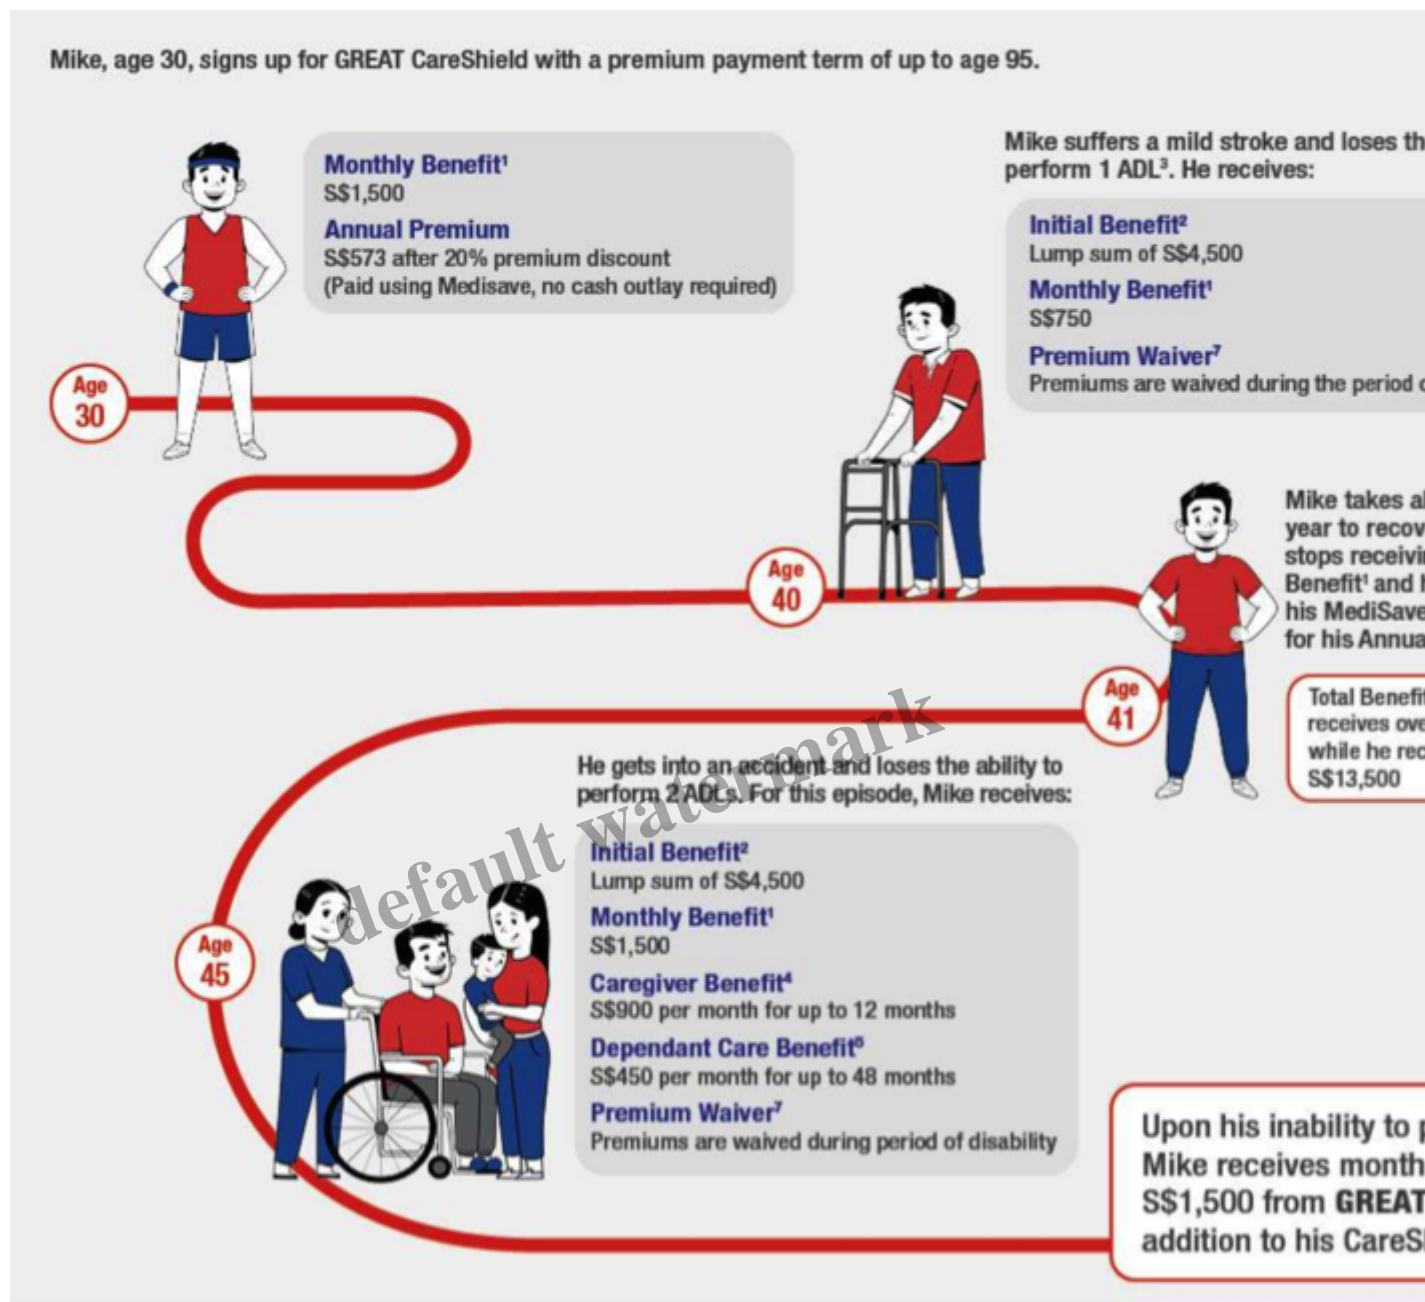 Mike, age 30, signs up for GREAT CareShield with a premium payment term of up to age 95.
Monthly Benefit¹
S$1,500
Annual Premium
S$573 after 20% premium discount
(Paid using Medisave, no cash outlay required)
Age
30
Mike suffers a mild stroke and loses th
perform 1 ADL³. He receives:
Initial Benefit²
Lump sum of S$4,500
Monthly Benefit¹
S$750
Premium Waiver⁷
Premiums are waived during the period o
Age
40
Mike takes a
year to recov
stops receivi
Benefit¹ and h
his MediSave
for his Annua
Age
41
Total Benefit
receives ove
while he rec
S$13,500
He gets into an accident and loses the ability to
perform 2 ADLs. For this episode, Mike receives:
Initial Benefit²
Lump sum of S$4,500
Monthly Benefit¹
S$1,500
Caregiver Benefit⁴
S$900 per month for up to 12 months
Dependant Care Benefit⁵
S$450 per month for up to 48 months
Premium Waiver⁷
Premiums are waived during period of disability
Age
45
Upon his inability to p
Mike receives month
S$1,500 from GREAT
addition to his CareS
default watermark